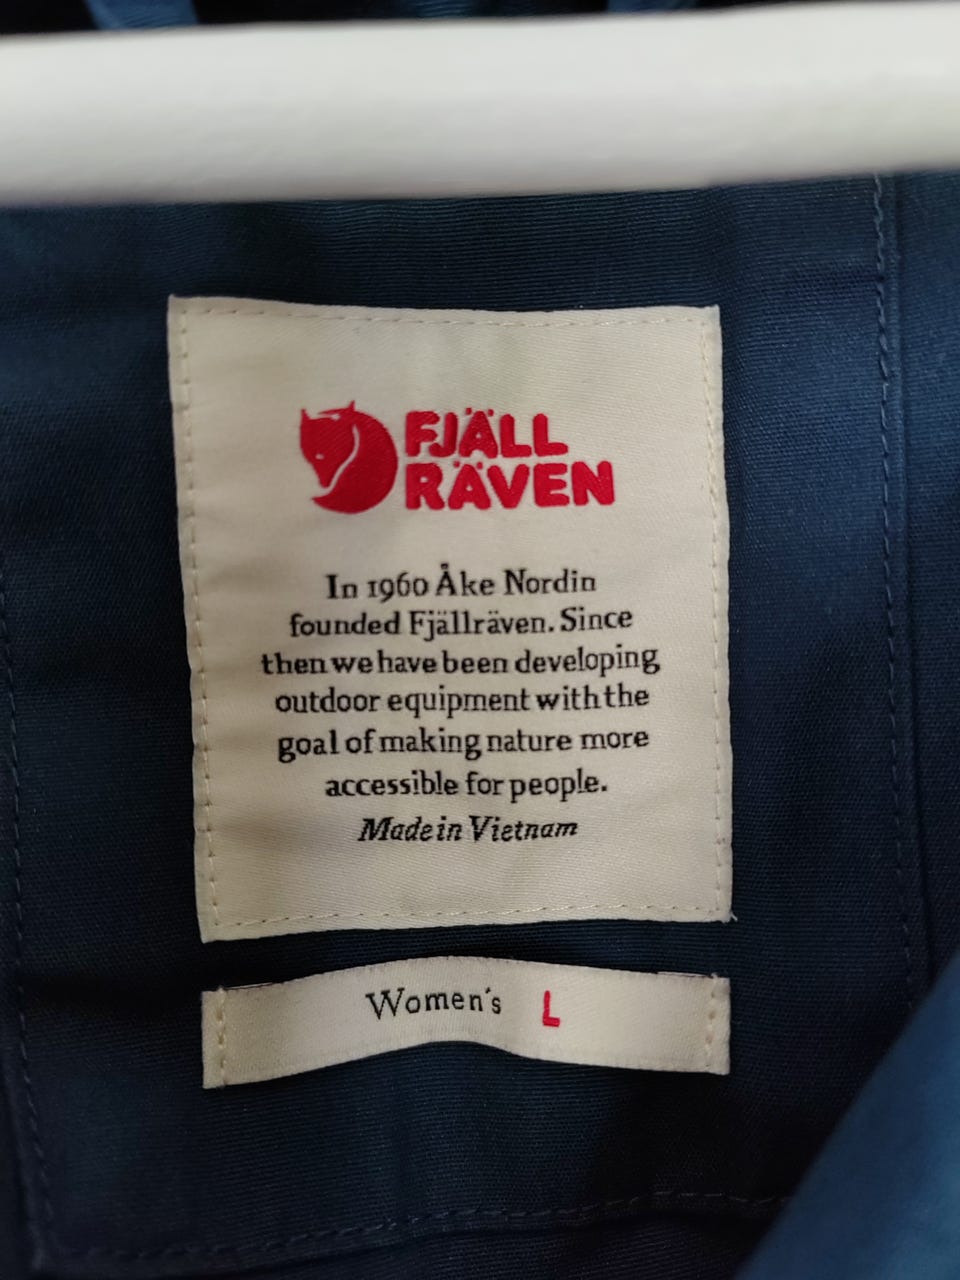 FJÄLL
RÄVEN
In 1960 Åke Nordin
founded Fjällräven. Since
then we have been developing
outdoor equipment with the
goal of making nature more
accessible for people.
Made in Vietnam
Women's L